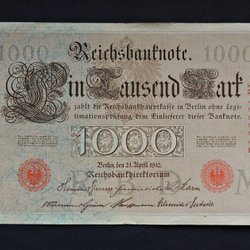 1000 1000
Reichsbanknote.
Ein Tausend Mark
zahlt die Reichsbankhauptkasse in Berlin ohne Legi-
timationsprüfung dem Einlieferer dieser Banknote.
1000
Berlin, den 21. April 1910.
Reichsbankdirektorium